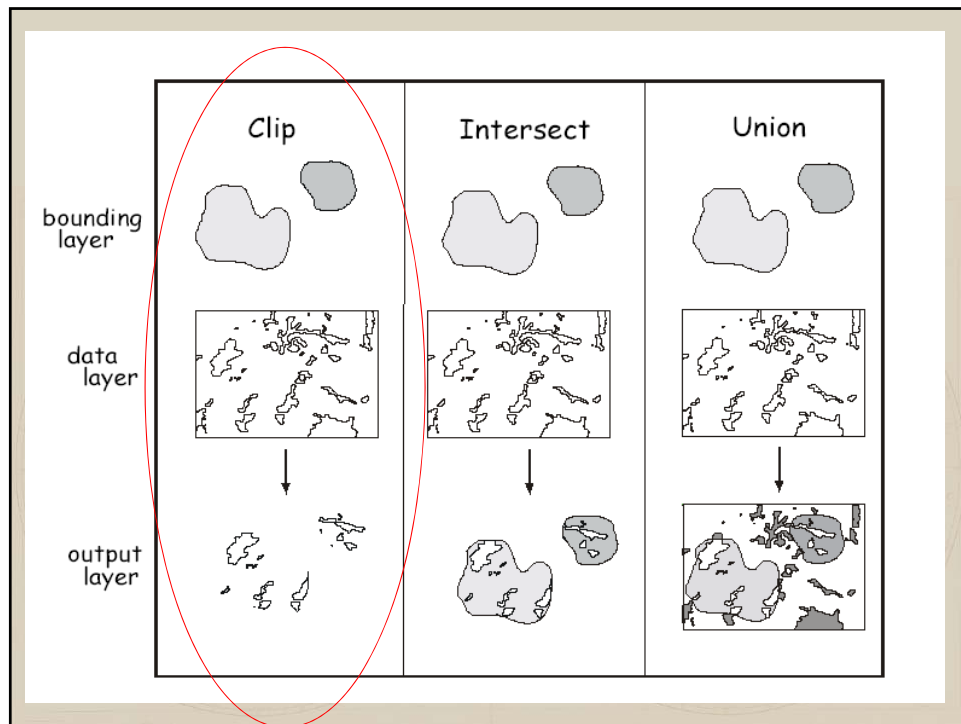 Clip
Intersect
Union
bounding
layer
data
layer
output
layer